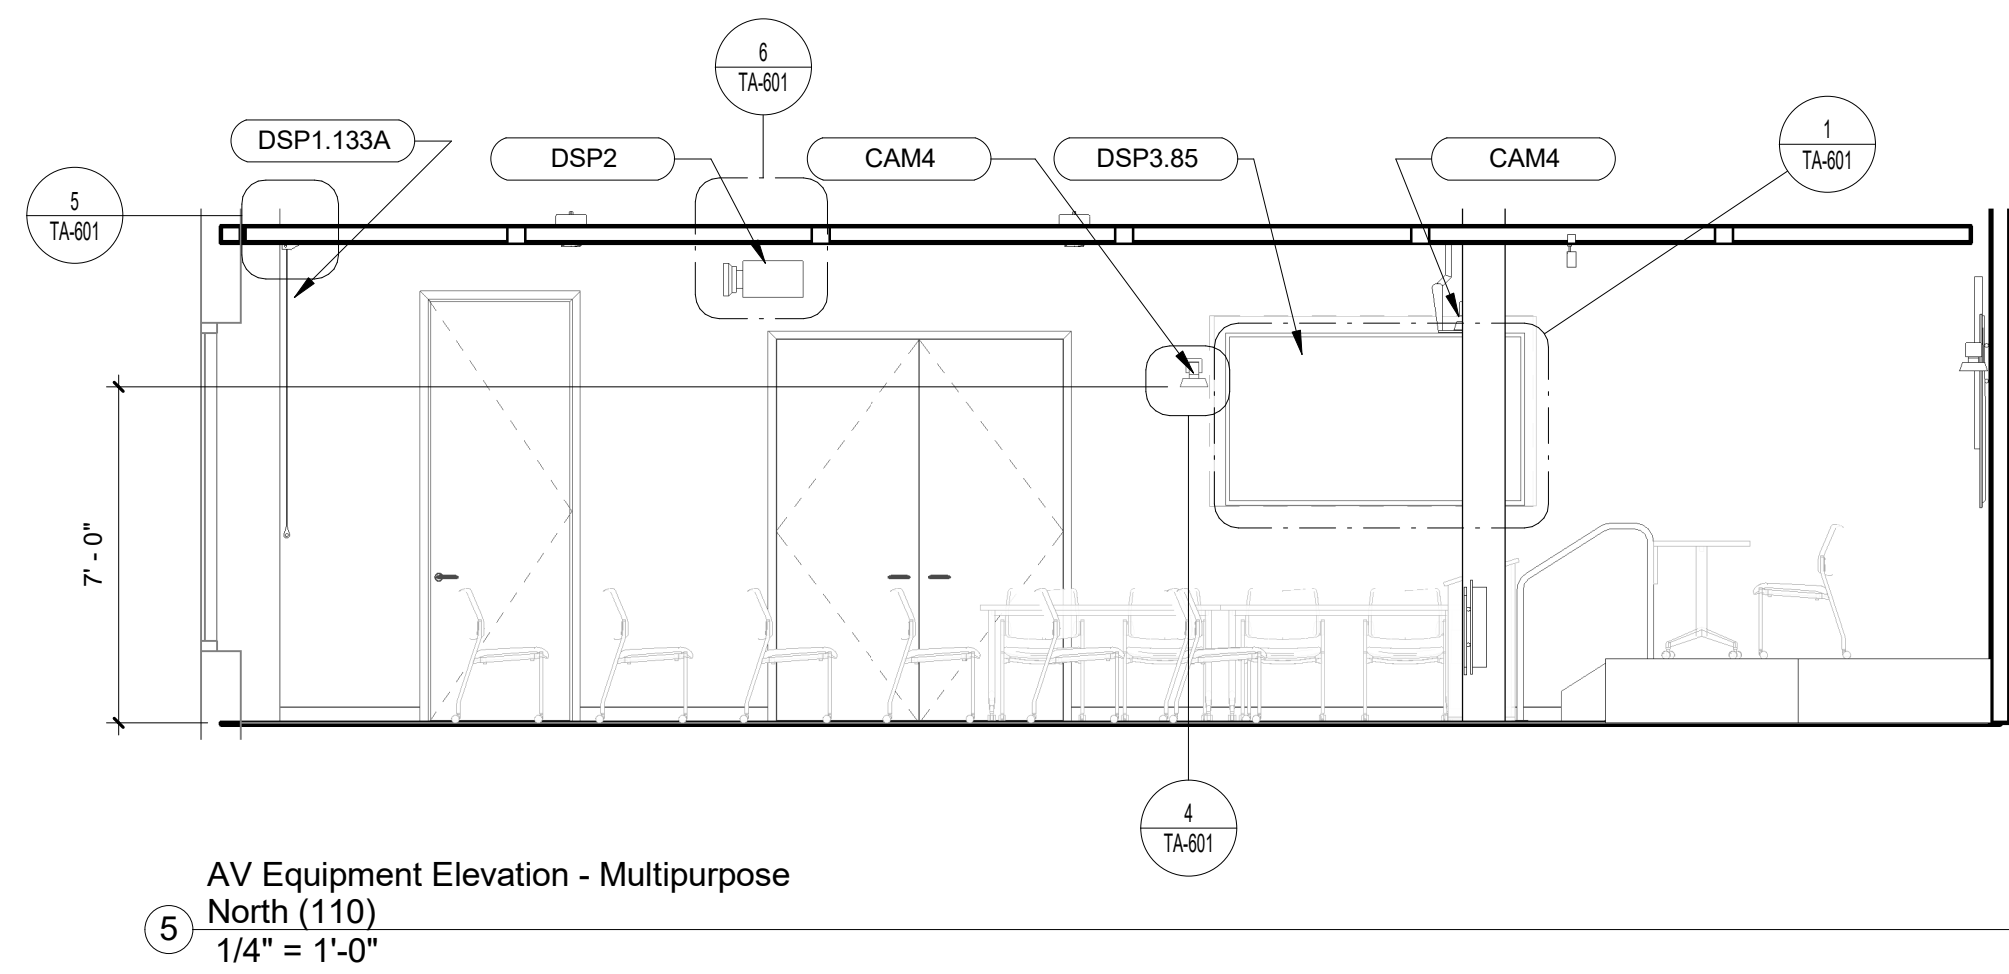 6
TA-601
DSP1.133A
DSP2
CAM4
DSP3.85
CAM4
1
TA-601
5
TA-601
7' - 0"
4
TA-601
AV Equipment Elevation - Multipurpose
North (110)
5
1/4" = 1'-0"